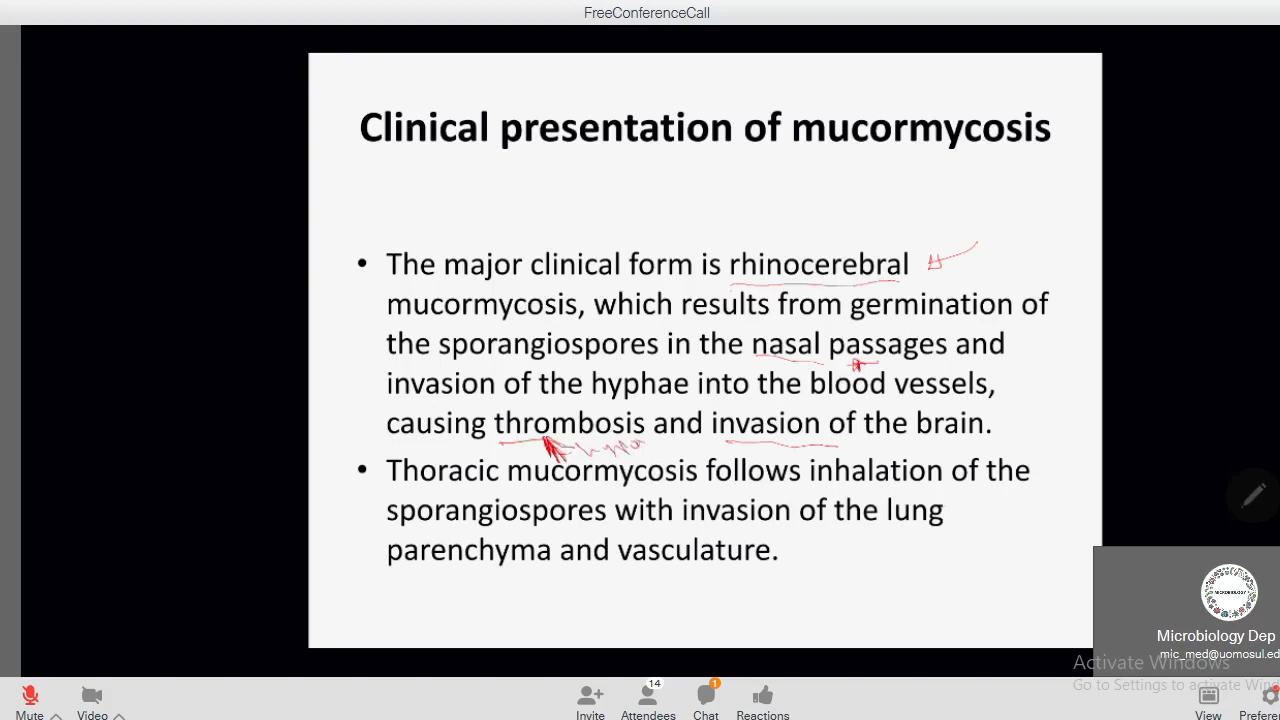 FreeConferenceCall
Clinical presentation of mucormycosis
• The major clinical form is rhinocerebral
mucormycosis, which results from germination of
the sporangiospores in the nasal passages and
invasion of the hyphae into the blood vessels,
causing thrombosis and invasion of the brain.
• Thoracic mucormycosis follows inhalation of the
sporangiospores with invasion of the lung
parenchyma and vasculature.
MICROBIOLOGY
Microbiology Dep
mic_med@uomosul.ed
Activate Windows
Go to Settings to activate Wind
14
1
Mute
Video
Invite
Attendees
Chat
Reactions
View
Prefere